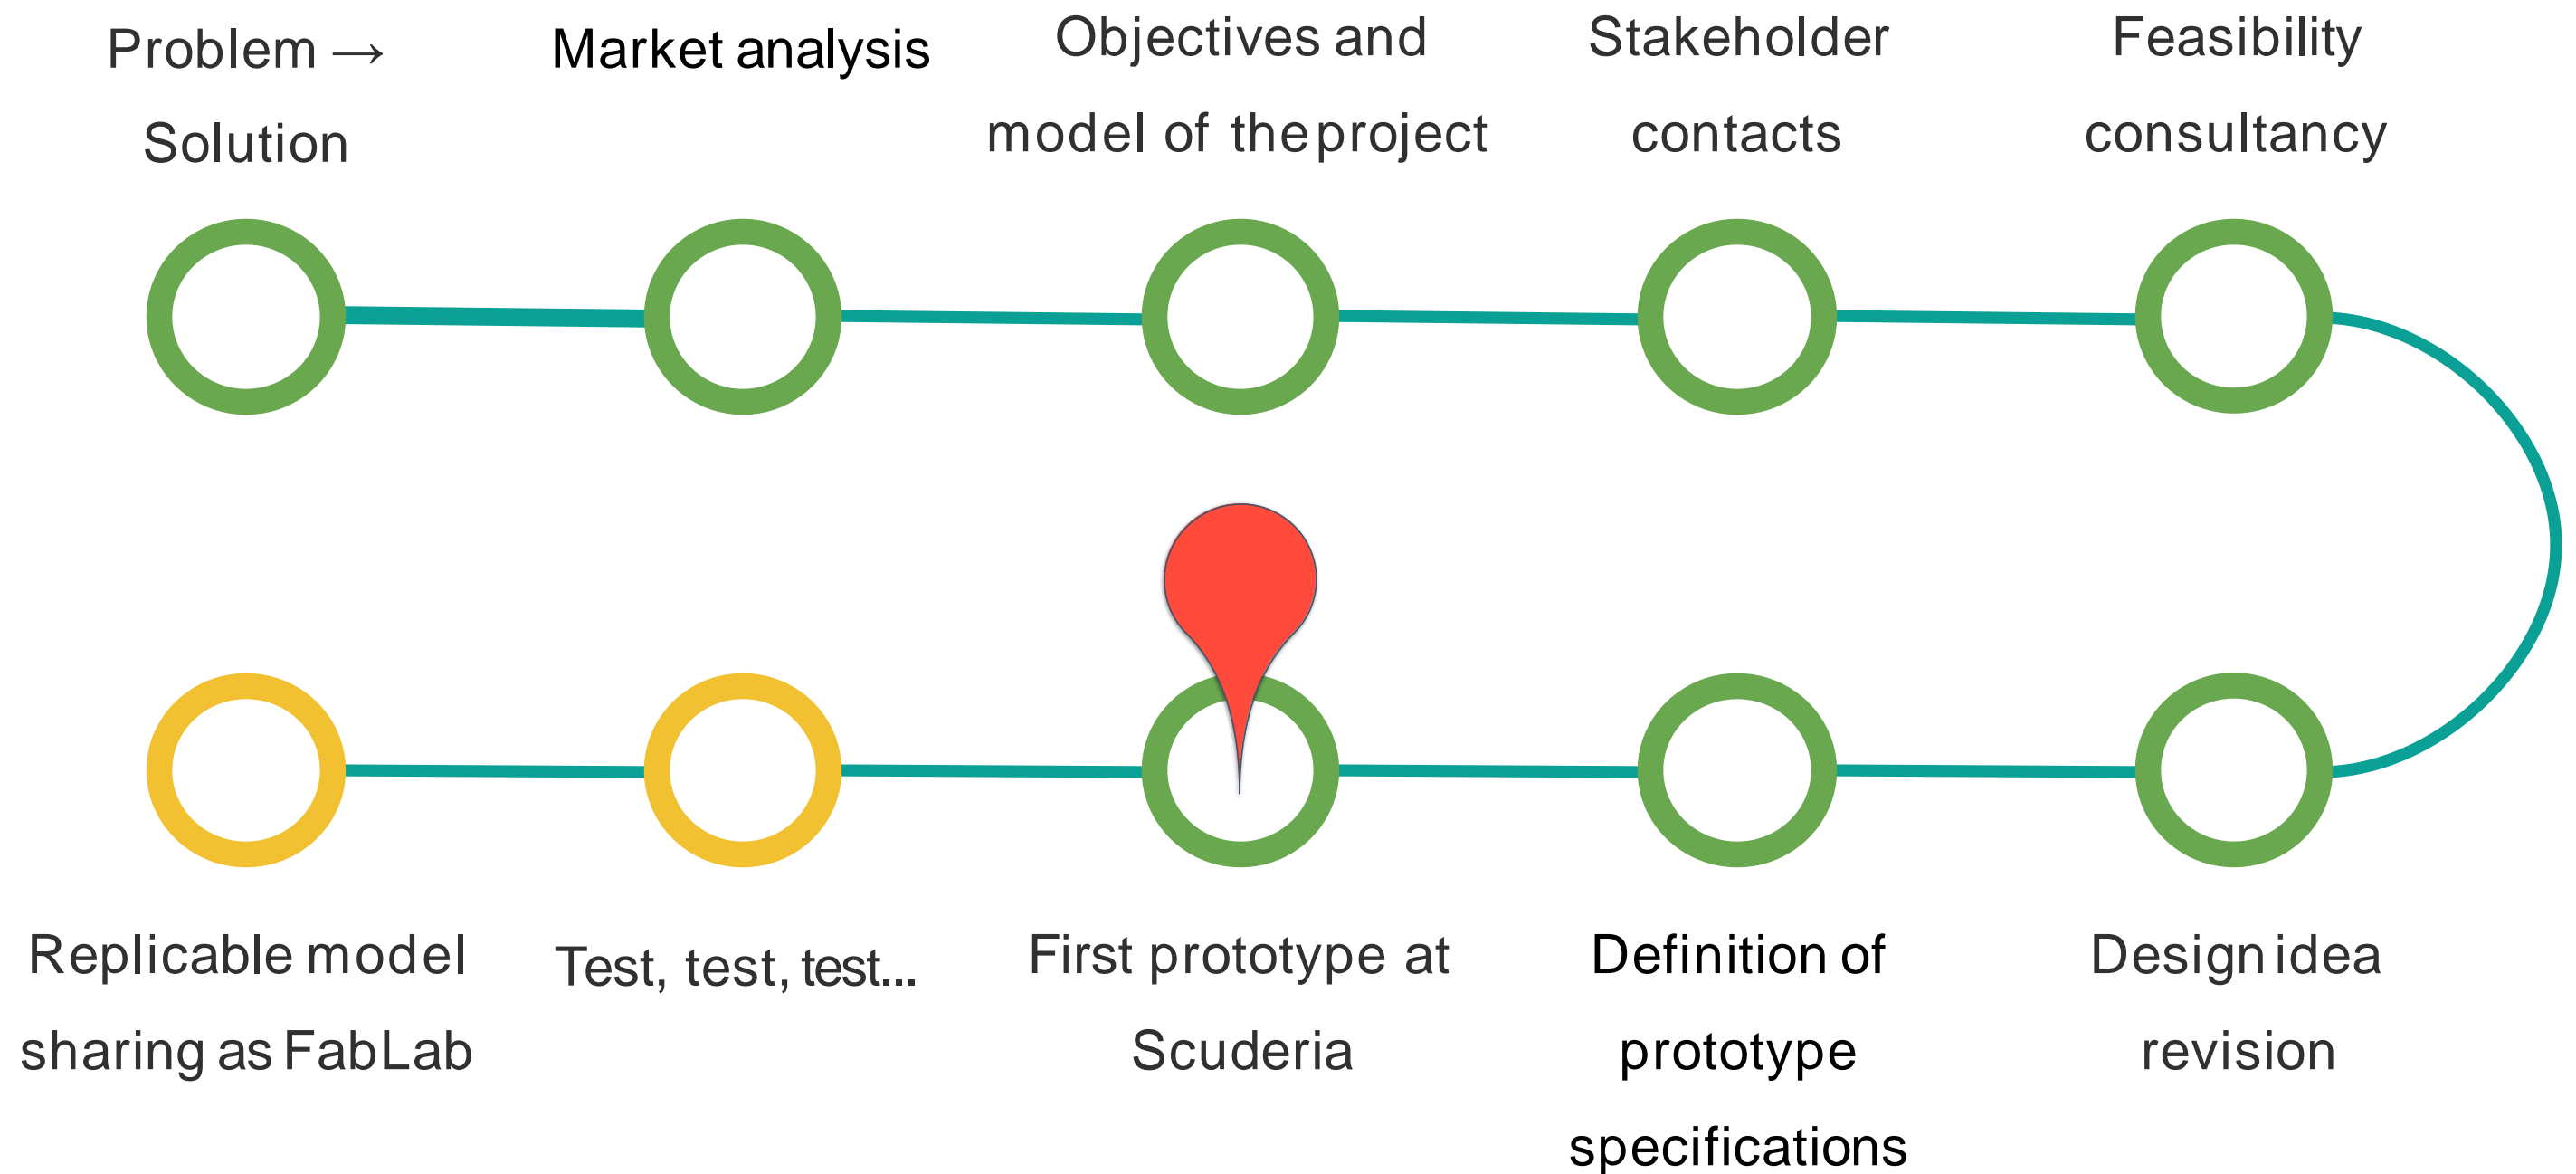 Problem →
Solution
Market analysis
Objectives and
model of the project
Stakeholder
contacts
Feasibility
consultancy
Replicable model
sharing as FabLab
Test, test, test...
First prototype at
Scuderia
Definition of
prototype
specifications
Design idea
revision